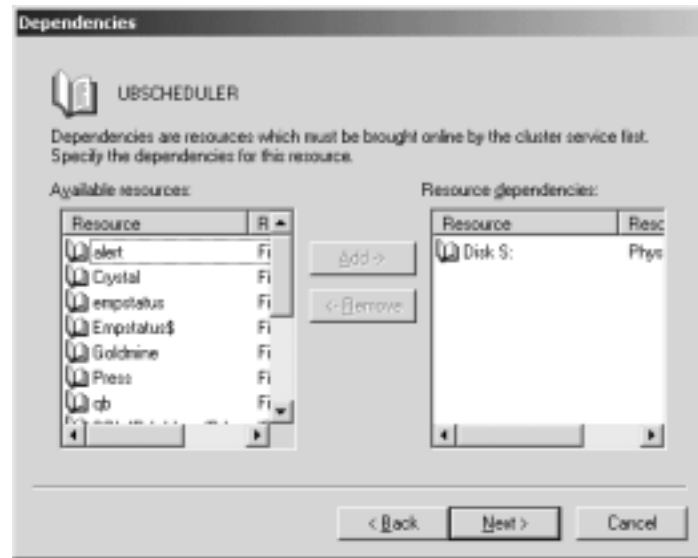 Dependencies
UBSCHEDULER
Dependencies are resources which must be brought online by the cluster service first.
Specify the dependencies for this resource.
Available resources:
Resource R
alert Fi
Crystal Fi
empstatus Fi
Empstatus$ Fi
Goldmine Fi
Press Fi
qb Fi
Add ->
<- Remove
Resource dependencies:
Resource Resc
Disk S: Phys
< Back
Next >
Cancel